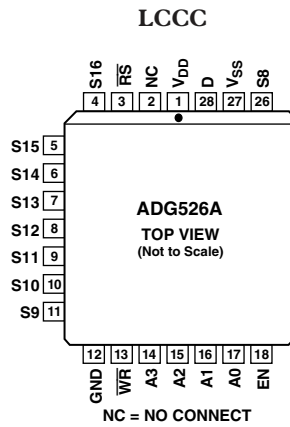 LCCC
S16
R̅S̅
NC
VDD
D
VSS
S8
4
3
2
1
28
27
26
S15 5
S14 6
S13 7
S12 8
S11 9
S10 10
S9 11
ADG526A
TOP VIEW
(Not to Scale)
12
13
14
15
16
17
18
GND
W̅R̅
A3
A2
A1
A0
EN
NC = NO CONNECT